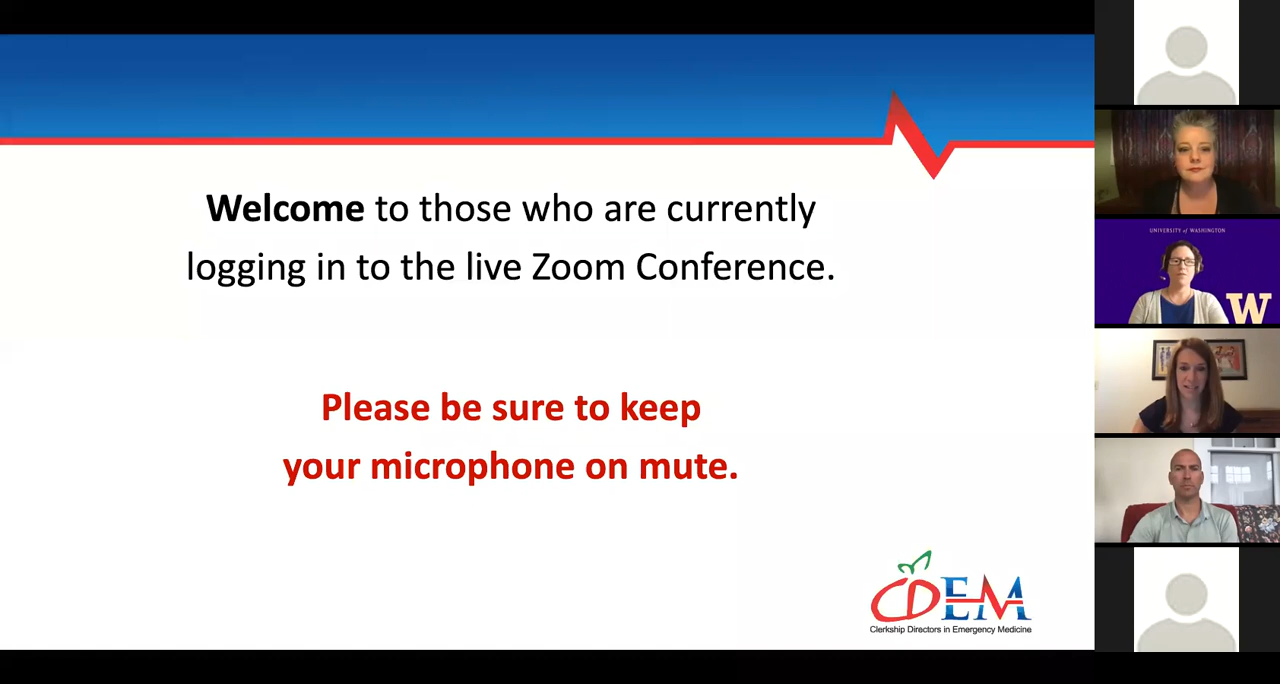 Welcome to those who are currently
logging in to the live Zoom Conference.
Please be sure to keep
your microphone on mute.
CDEM
Clerkship Directors in Emergency Medicine
UNIVERSITY of WASHINGTON
W